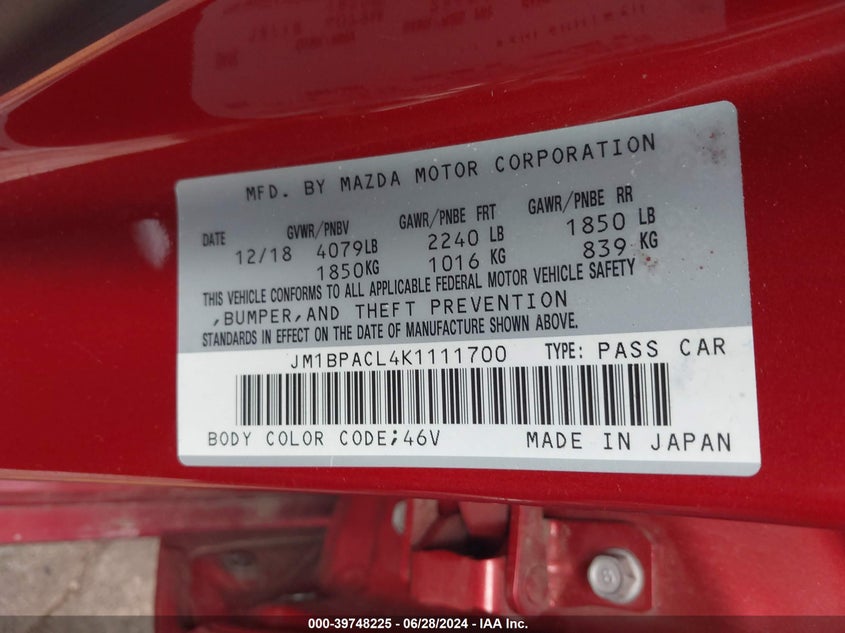 MFD. BY MAZDA MOTOR CORPORATION
DATE GVWR/PNBV GAWR/PNBE FRT GAWR/PNBE RR
12/18 4079LB 2240 LB 1850 LB
1850KG 1016 KG 839 KG
THIS VEHICLE CONFORMS TO ALL APPLICABLE FEDERAL MOTOR VEHICLE SAFETY
,BUMPER,AND THEFT PREVENTION
STANDARDS IN EFFECT ON THE DATE OF MANUFACTURE SHOWN ABOVE.
JM1BPACL4K1111700 TYPE: PASS CAR
BODY COLOR CODE;46V MADE IN JAPAN
8
000-39748225 - 06/28/2024 - IAA Inc.